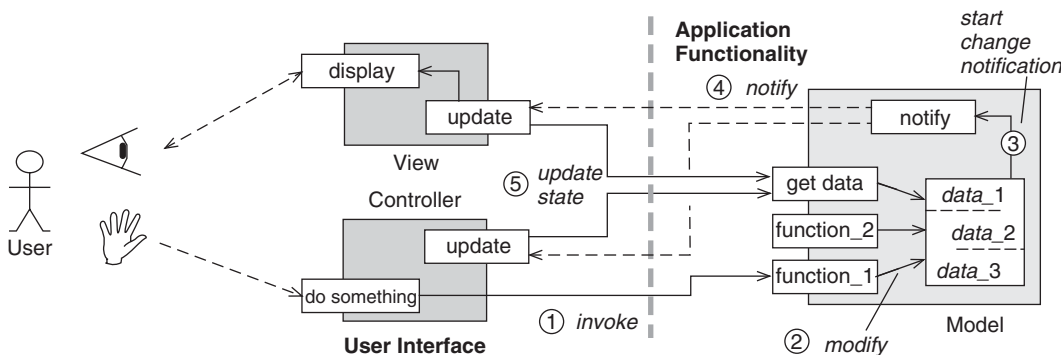 Application
Functionality
start
change
notification
display
④ notify
update
notify
③
View
⑤ update
state
get data
data_1
Controller
User
function_2
data_2
update
function_1
data_3
do something
① invoke
② modify
Model
User Interface